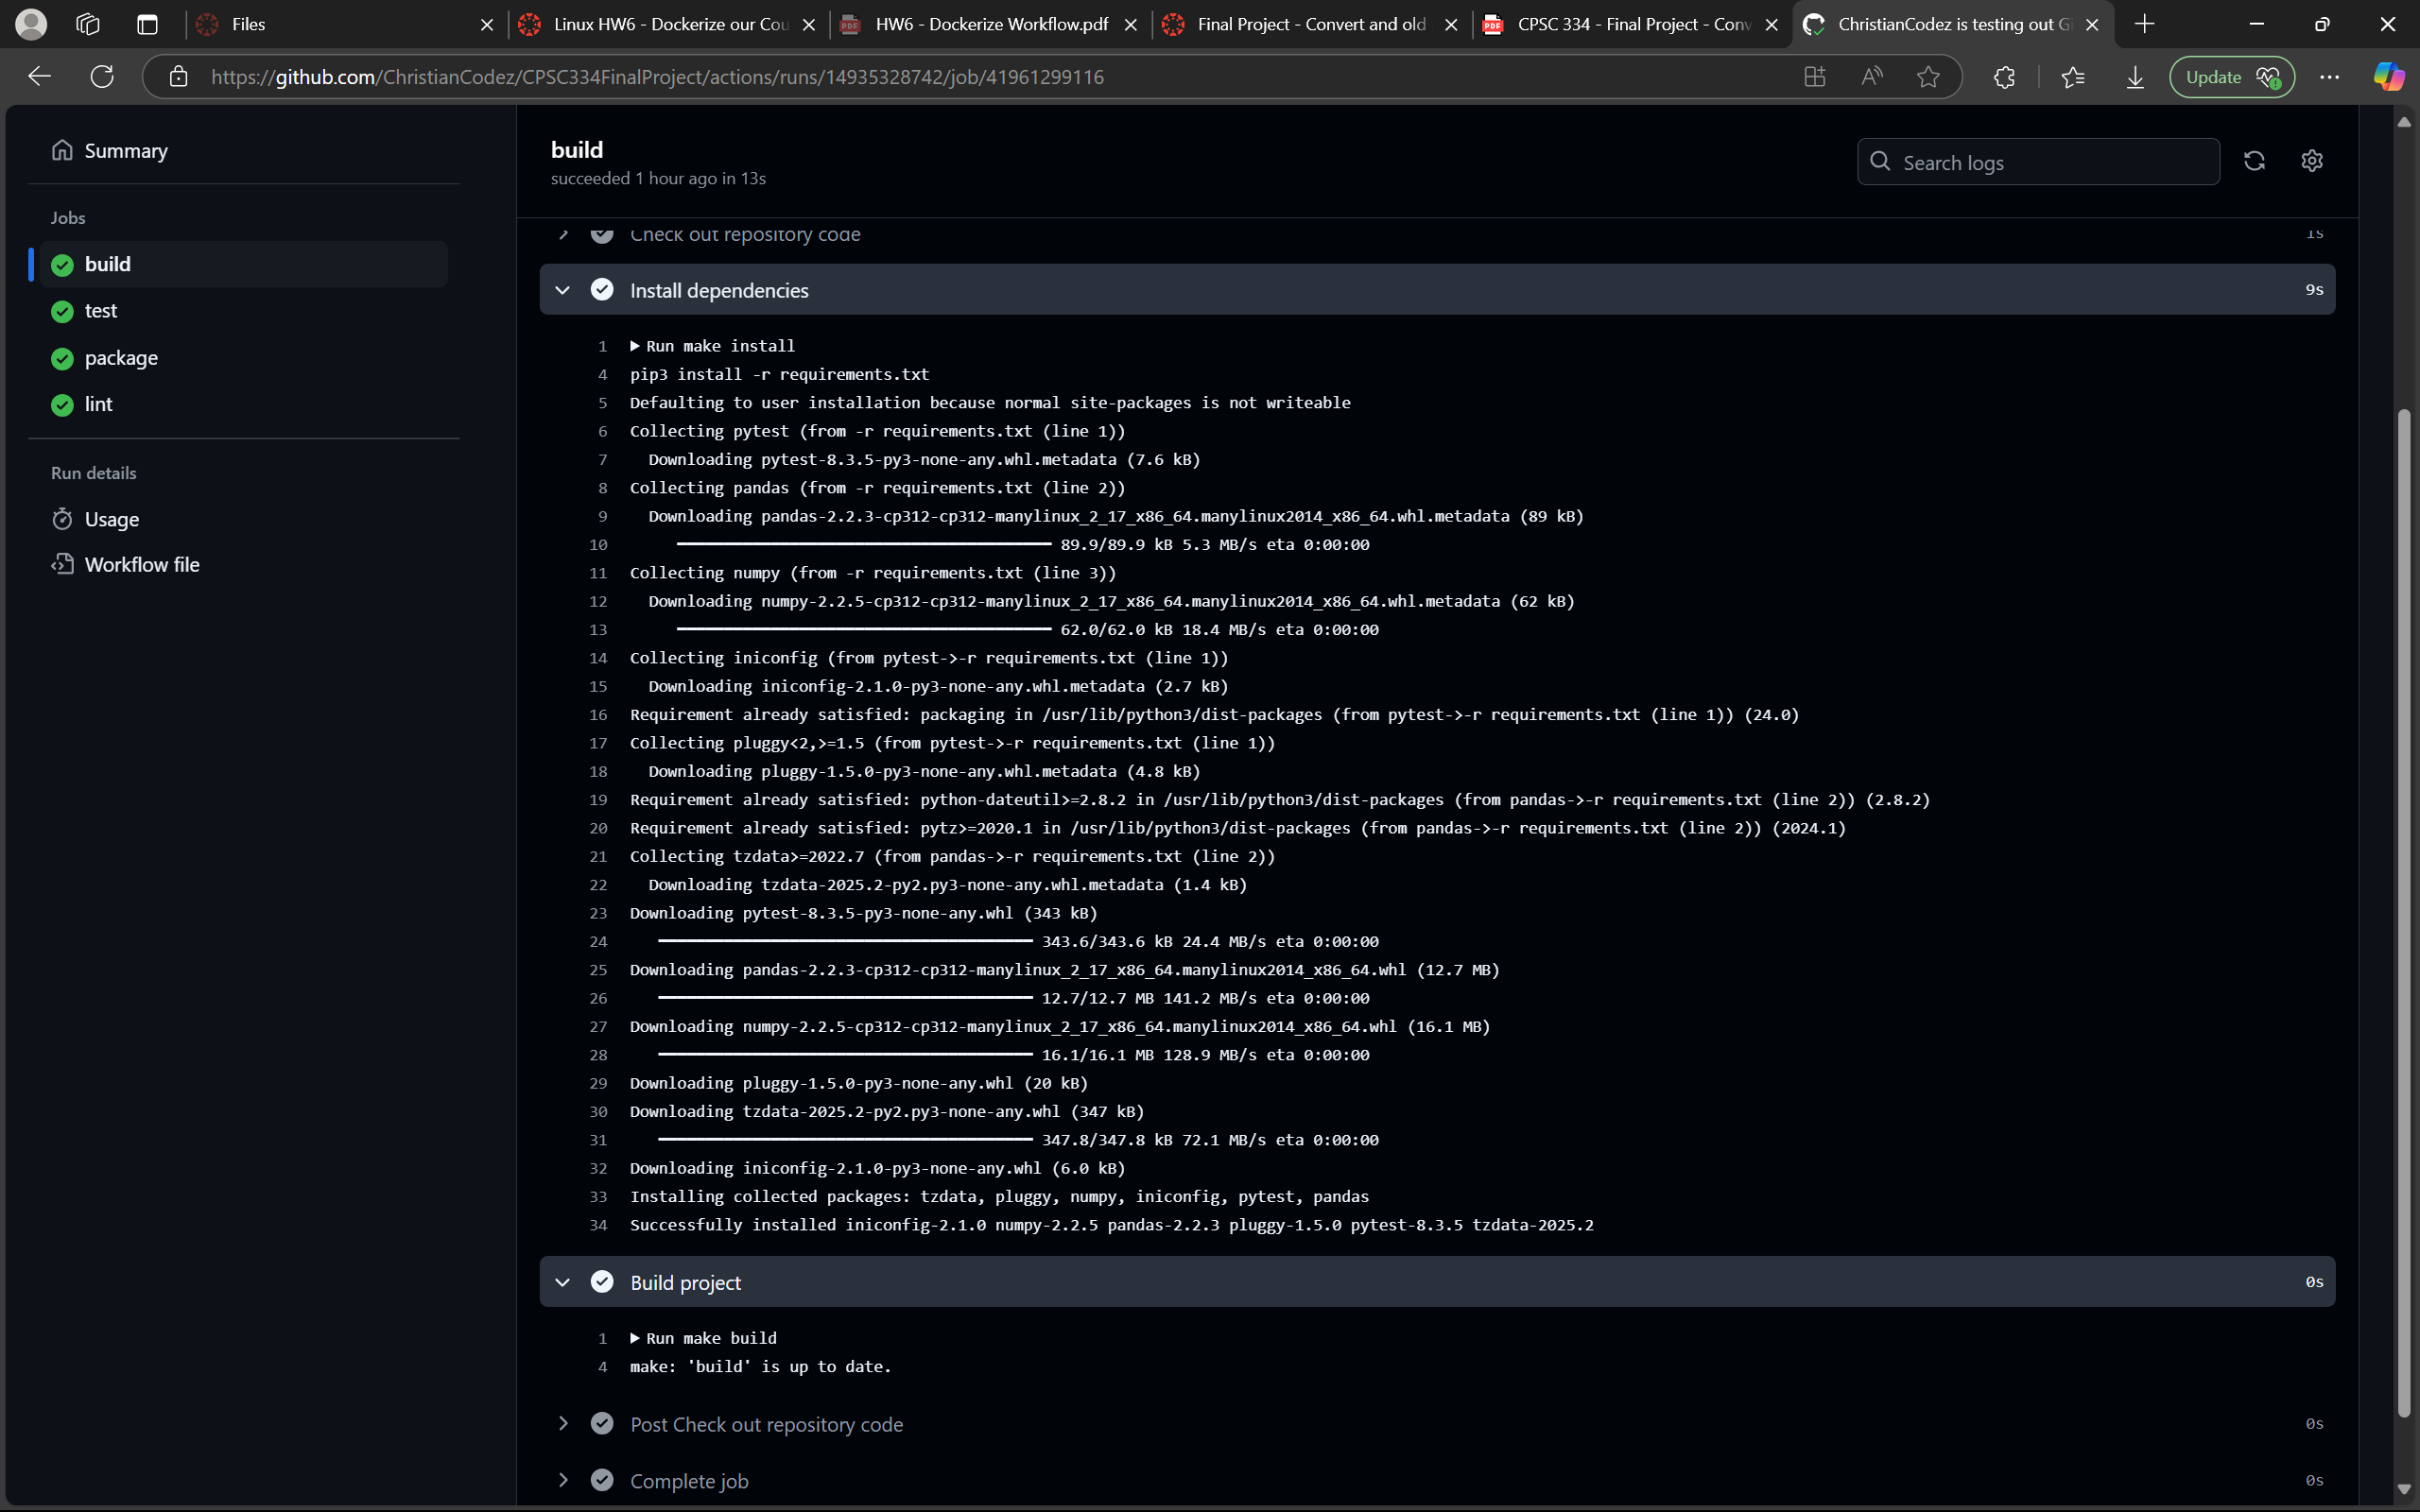 Files
Linux HW6 - Dockerize our Cou
HW6 - Dockerize Workflow.pdf
Final Project - Convert and old
CPSC 334 - Final Project - Conv
ChristianCodez is testing out Gi
https://github.com/ChristianCodez/CPSC334FinalProject/actions/runs/14935328742/job/41961299116
Update
Summary
Jobs
build
test
package
lint
Run details
Usage
Workflow file
build
succeeded 1 hour ago in 13s
Search logs
Check out repository code 1s
Install dependencies 9s
1 Run make install
4 pip3 install -r requirements.txt
5 Defaulting to user installation because normal site-packages is not writeable
6 Collecting pytest (from -r requirements.txt (line 1))
7 Downloading pytest-8.3.5-py3-none-any.whl.metadata (7.6 kB)
8 Collecting pandas (from -r requirements.txt (line 2))
9 Downloading pandas-2.2.3-cp312-cp312-manylinux_2_17_x86_64.manylinux2014_x86_64.whl.metadata (89 kB)
10 89.9/89.9 kB 5.3 MB/s eta 0:00:00
11 Collecting numpy (from -r requirements.txt (line 3))
12 Downloading numpy-2.2.5-cp312-cp312-manylinux_2_17_x86_64.manylinux2014_x86_64.whl.metadata (62 kB)
13 62.0/62.0 kB 18.4 MB/s eta 0:00:00
14 Collecting iniconfig (from pytest->-r requirements.txt (line 1))
15 Downloading iniconfig-2.1.0-py3-none-any.whl.metadata (2.7 kB)
16 Requirement already satisfied: packaging in /usr/lib/python3/dist-packages (from pytest->-r requirements.txt (line 1)) (24.0)
17 Collecting pluggy<2,>=1.5 (from pytest->-r requirements.txt (line 1))
18 Downloading pluggy-1.5.0-py3-none-any.whl.metadata (4.8 kB)
19 Requirement already satisfied: python-dateutil>=2.8.2 in /usr/lib/python3/dist-packages (from pandas->-r requirements.txt (line 2)) (2.8.2)
20 Requirement already satisfied: pytz>=2020.1 in /usr/lib/python3/dist-packages (from pandas->-r requirements.txt (line 2)) (2024.1)
21 Collecting tzdata>=2022.7 (from pandas->-r requirements.txt (line 2))
22 Downloading tzdata-2025.2-py2.py3-none-any.whl.metadata (1.4 kB)
23 Downloading pytest-8.3.5-py3-none-any.whl (343 kB)
24 343.6/343.6 kB 24.4 MB/s eta 0:00:00
25 Downloading pandas-2.2.3-cp312-cp312-manylinux_2_17_x86_64.manylinux2014_x86_64.whl (12.7 MB)
26 12.7/12.7 MB 141.2 MB/s eta 0:00:00
27 Downloading numpy-2.2.5-cp312-cp312-manylinux_2_17_x86_64.manylinux2014_x86_64.whl (16.1 MB)
28 16.1/16.1 MB 128.9 MB/s eta 0:00:00
29 Downloading pluggy-1.5.0-py3-none-any.whl (20 kB)
30 Downloading tzdata-2025.2-py2.py3-none-any.whl (347 kB)
31 347.8/347.8 kB 72.1 MB/s eta 0:00:00
32 Downloading iniconfig-2.1.0-py3-none-any.whl (6.0 kB)
33 Installing collected packages: tzdata, pluggy, numpy, iniconfig, pytest, pandas
34 Successfully installed iniconfig-2.1.0 numpy-2.2.5 pandas-2.2.3 pluggy-1.5.0 pytest-8.3.5 tzdata-2025.2
Build project 0s
1 Run make build
4 make: 'build' is up to date.
Post Check out repository code 0s
Complete job 0s